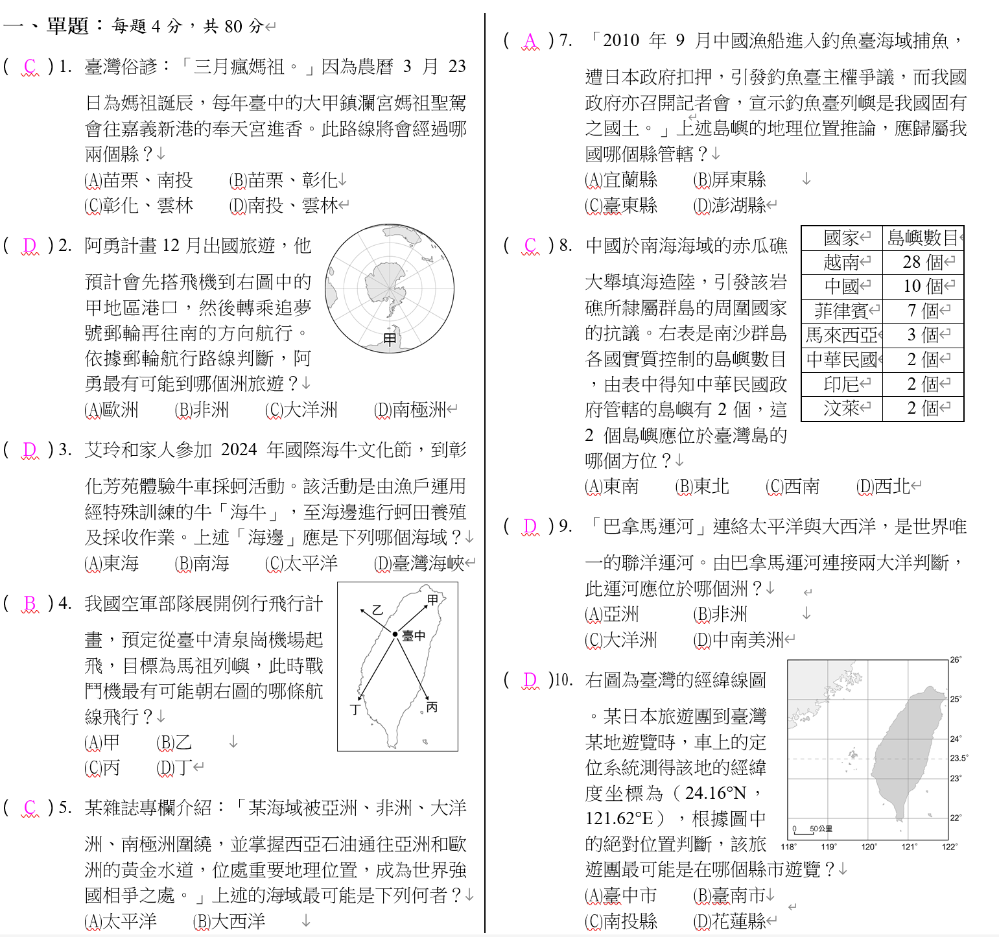 一、單題：每題 4 分，共 80 分↵
( C ) 1. 臺灣俗諺：「三月瘋媽祖。」因為農曆 3 月 23
日為媽祖誕辰，每年臺中的大甲鎮瀾宮媽祖聖駕
會往嘉義新港的奉天宮進香。此路線將會經過哪
兩個縣？↓
(A)苗栗、南投 (B)苗栗、彰化↓
(C)彰化、雲林 (D)南投、雲林↵
( D ) 2. 阿勇計畫 12 月出國旅遊，他
預計會先搭飛機到右圖中的
甲地區港口，然後轉乘追夢
號郵輪再往南的方向航行。
依據郵輪航行路線判斷，阿
勇最有可能到哪個洲旅遊？↓
(A)歐洲 (B)非洲 (C)大洋洲 (D)南極洲↵
甲
( D ) 3. 艾玲和家人參加 2024 年國際海牛文化節，到彰
化芳苑體驗牛車採蚵活動。該活動是由漁戶運用
經特殊訓練的牛「海牛」，至海邊進行蚵田養殖
及採收作業。上述「海邊」應是下列哪個海域？↓
(A)東海 (B)南海 (C)太平洋 (D)臺灣海峽↵
( B ) 4. 我國空軍部隊展開例行飛行計
畫，預定從臺中清泉崗機場起
飛，目標為馬祖列嶼，此時戰
鬥機最有可能朝右圖的哪條航
線飛行？↓
(A)甲 (B)乙 ↓
(C)丙 (D)丁↵
甲
乙
臺中
丁
丙
( C ) 5. 某雜誌專欄介紹：「某海域被亞洲、非洲、大洋
洲、南極洲圍繞，並掌握西亞石油通往亞洲和歐
洲的黃金水道，位處重要地理位置，成為世界強
國相爭之處。」上述的海域最可能是下列何者？↓
(A)太平洋 (B)大西洋 ↓
( A ) 7. 「2010 年 9 月中國漁船進入釣魚臺海域捕魚，
遭日本政府扣押，引發釣魚臺主權爭議，而我國
政府亦召開記者會，宣示釣魚臺列嶼是我國固有
↵
之國土。」上述島嶼的地理位置推論，應歸屬我
國哪個縣管轄？↓
(A)宜蘭縣 (B)屏東縣 ↓
(C)臺東縣 (D)澎湖縣↵
( C ) 8. 中國於南海海域的赤瓜礁
大舉填海造陸，引發該岩
礁所隸屬群島的周圍國家
的抗議。右表是南沙群島
各國實質控制的島嶼數目
，由表中得知中華民國政
府管轄的島嶼有 2 個，這
2 個島嶼應位於臺灣島的
哪個方位？↓
(A)東南 (B)東北 (C)西南 (D)西北↵
國家↵ 島嶼數目↵
越南↵ 28 個↵
中國↵ 10 個↵
菲律賓↵ 7 個↵
馬來西亞↵ 3 個↵
中華民國↵ 2 個↵
印尼↵ 2 個↵
汶萊↵ 2 個↵
( D ) 9. 「巴拿馬運河」連絡太平洋與大西洋，是世界唯
一的聯洋運河。由巴拿馬運河連接兩大洋判斷，
此運河應位於哪個洲？↓ ↵
(A)亞洲 (B)非洲 ↓
(C)大洋洲 (D)中南美洲↵
( D )10. 右圖為臺灣的經緯線圖
。某日本旅遊團到臺灣
某地遊覽時，車上的定
位系統測得該地的經緯
度坐標為（24.16°N，
121.62°E），根據圖中
的絕對位置判斷，該旅
遊團最可能是在哪個縣市遊覽？↓
(A)臺中市 (B)臺南市↓
↵
(C)南投縣 (D)花蓮縣↵
26°
25°
24°
23.5°
23°
22°
0 50公里
118° 119° 120° 121° 122°